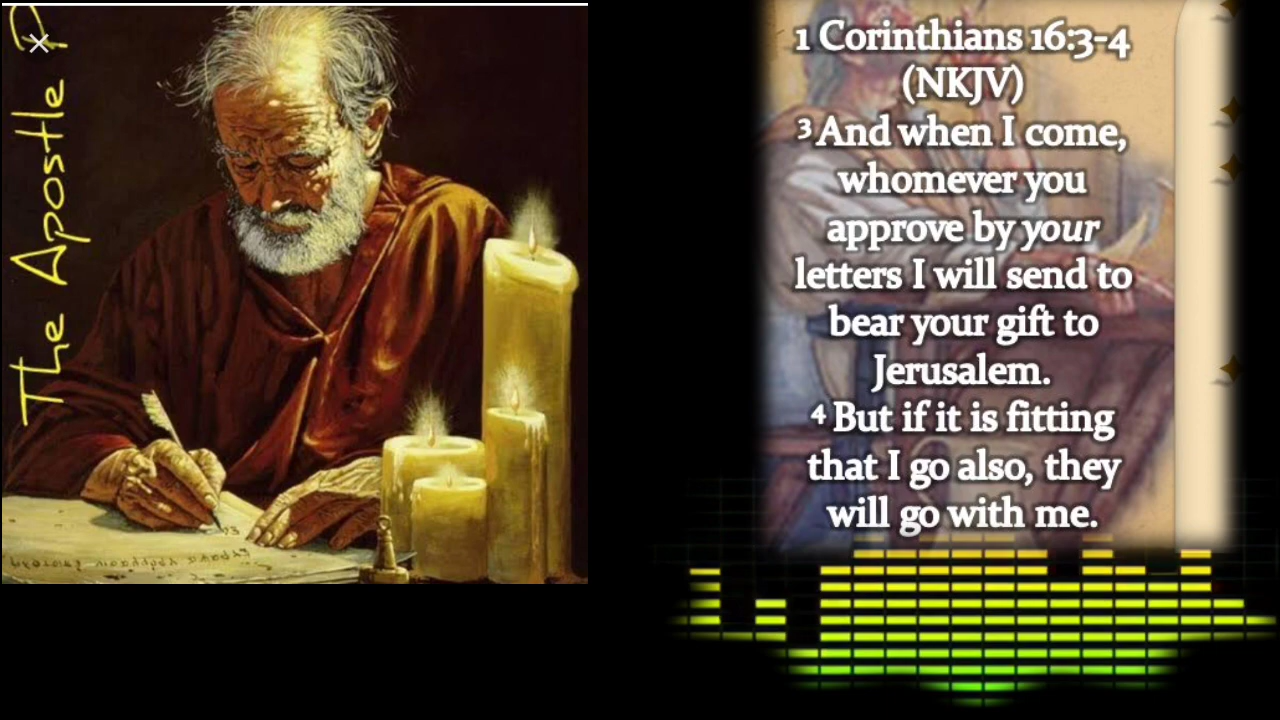 The Apostle P
1 Corinthians 16:3-4
(NKJV)
³ And when I come,
whomever you
approve by your
letters I will send to
bear your gift to
Jerusalem.
⁴ But if it is fitting
that I go also, they
will go with me.